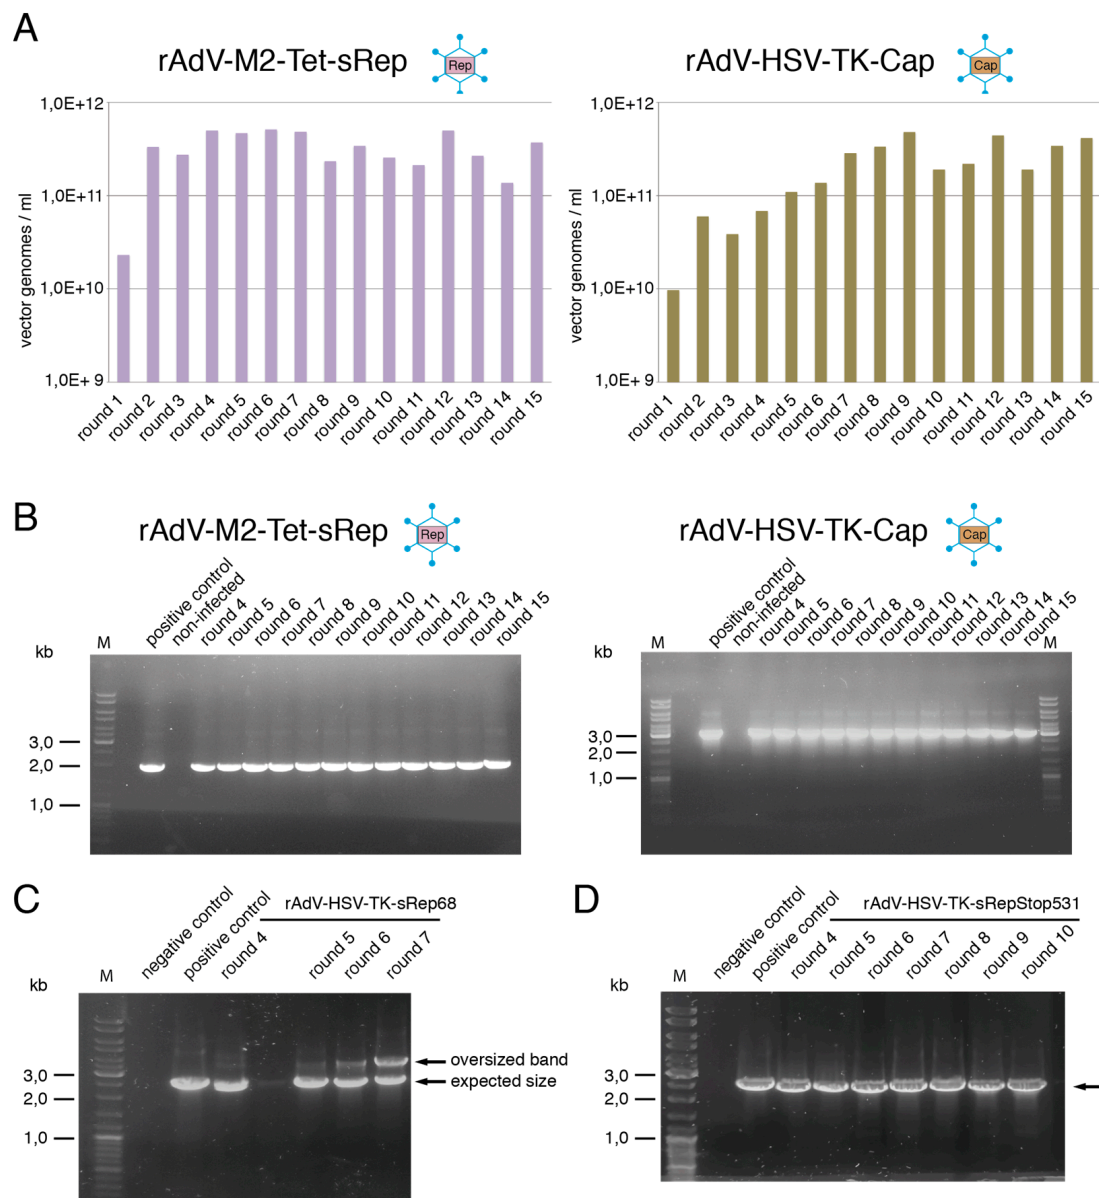 A
rAdV-M2-Tet-sRep
Rep
vector genomes / ml
1,0E+12
1,0E+11
1,0E+10
1,0E+ 9
round 1
round 2
round 3
round 4
round 5
round 6
round 7
round 8
round 9
round 10
round 11
round 12
round 13
round 14
round 15
rAdV-HSV-TK-Cap
Cap
vector genomes / ml
1,0E+12
1,0E+11
1,0E+10
1,0E+ 9
round 1
round 2
round 3
round 4
round 5
round 6
round 7
round 8
round 9
round 10
round 11
round 12
round 13
round 14
round 15
B
rAdV-M2-Tet-sRep
Rep
kb
M
positive control
non-infected
round 4
round 5
round 6
round 7
round 8
round 9
round 10
round 11
round 12
round 13
round 14
round 15
3,0
2,0
1,0
rAdV-HSV-TK-Cap
Cap
kb
M
positive control
non-infected
round 4
round 5
round 6
round 7
round 8
round 9
round 10
round 11
round 12
round 13
round 14
round 15
M
3,0
2,0
1,0
C
rAdV-HSV-TK-sRep68
kb
M
negative control
positive control
round 4
round 5
round 6
round 7
3,0
2,0
1,0
oversized band
expected size
D
rAdV-HSV-TK-sRepStop531
kb
M
negative control
positive control
round 4
round 5
round 6
round 7
round 8
round 9
round 10
3,0
2,0
1,0